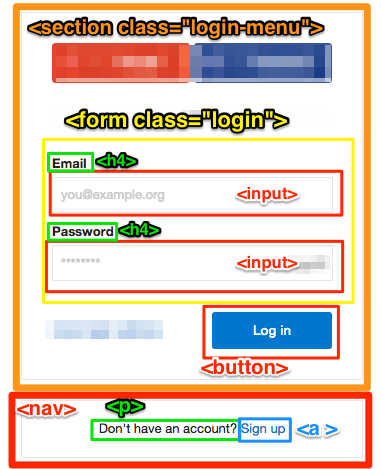 <section class="login-menu">
<form class="login">
Email <h4>
you@example.org <input>
Password <h4>
******** <input>
Log in
<button>
<nav> <p>
Don't have an account? Sign up <a >